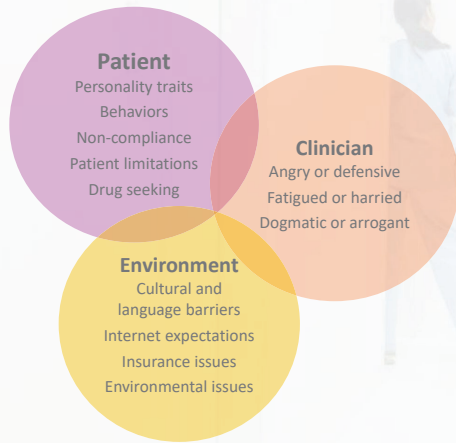 Patient
Personality traits
Behaviors
Non-compliance
Patient limitations
Drug seeking
Clinician
Angry or defensive
Fatigued or harried
Dogmatic or arrogant
Environment
Cultural and
language barriers
Internet expectations
Insurance issues
Environmental issues